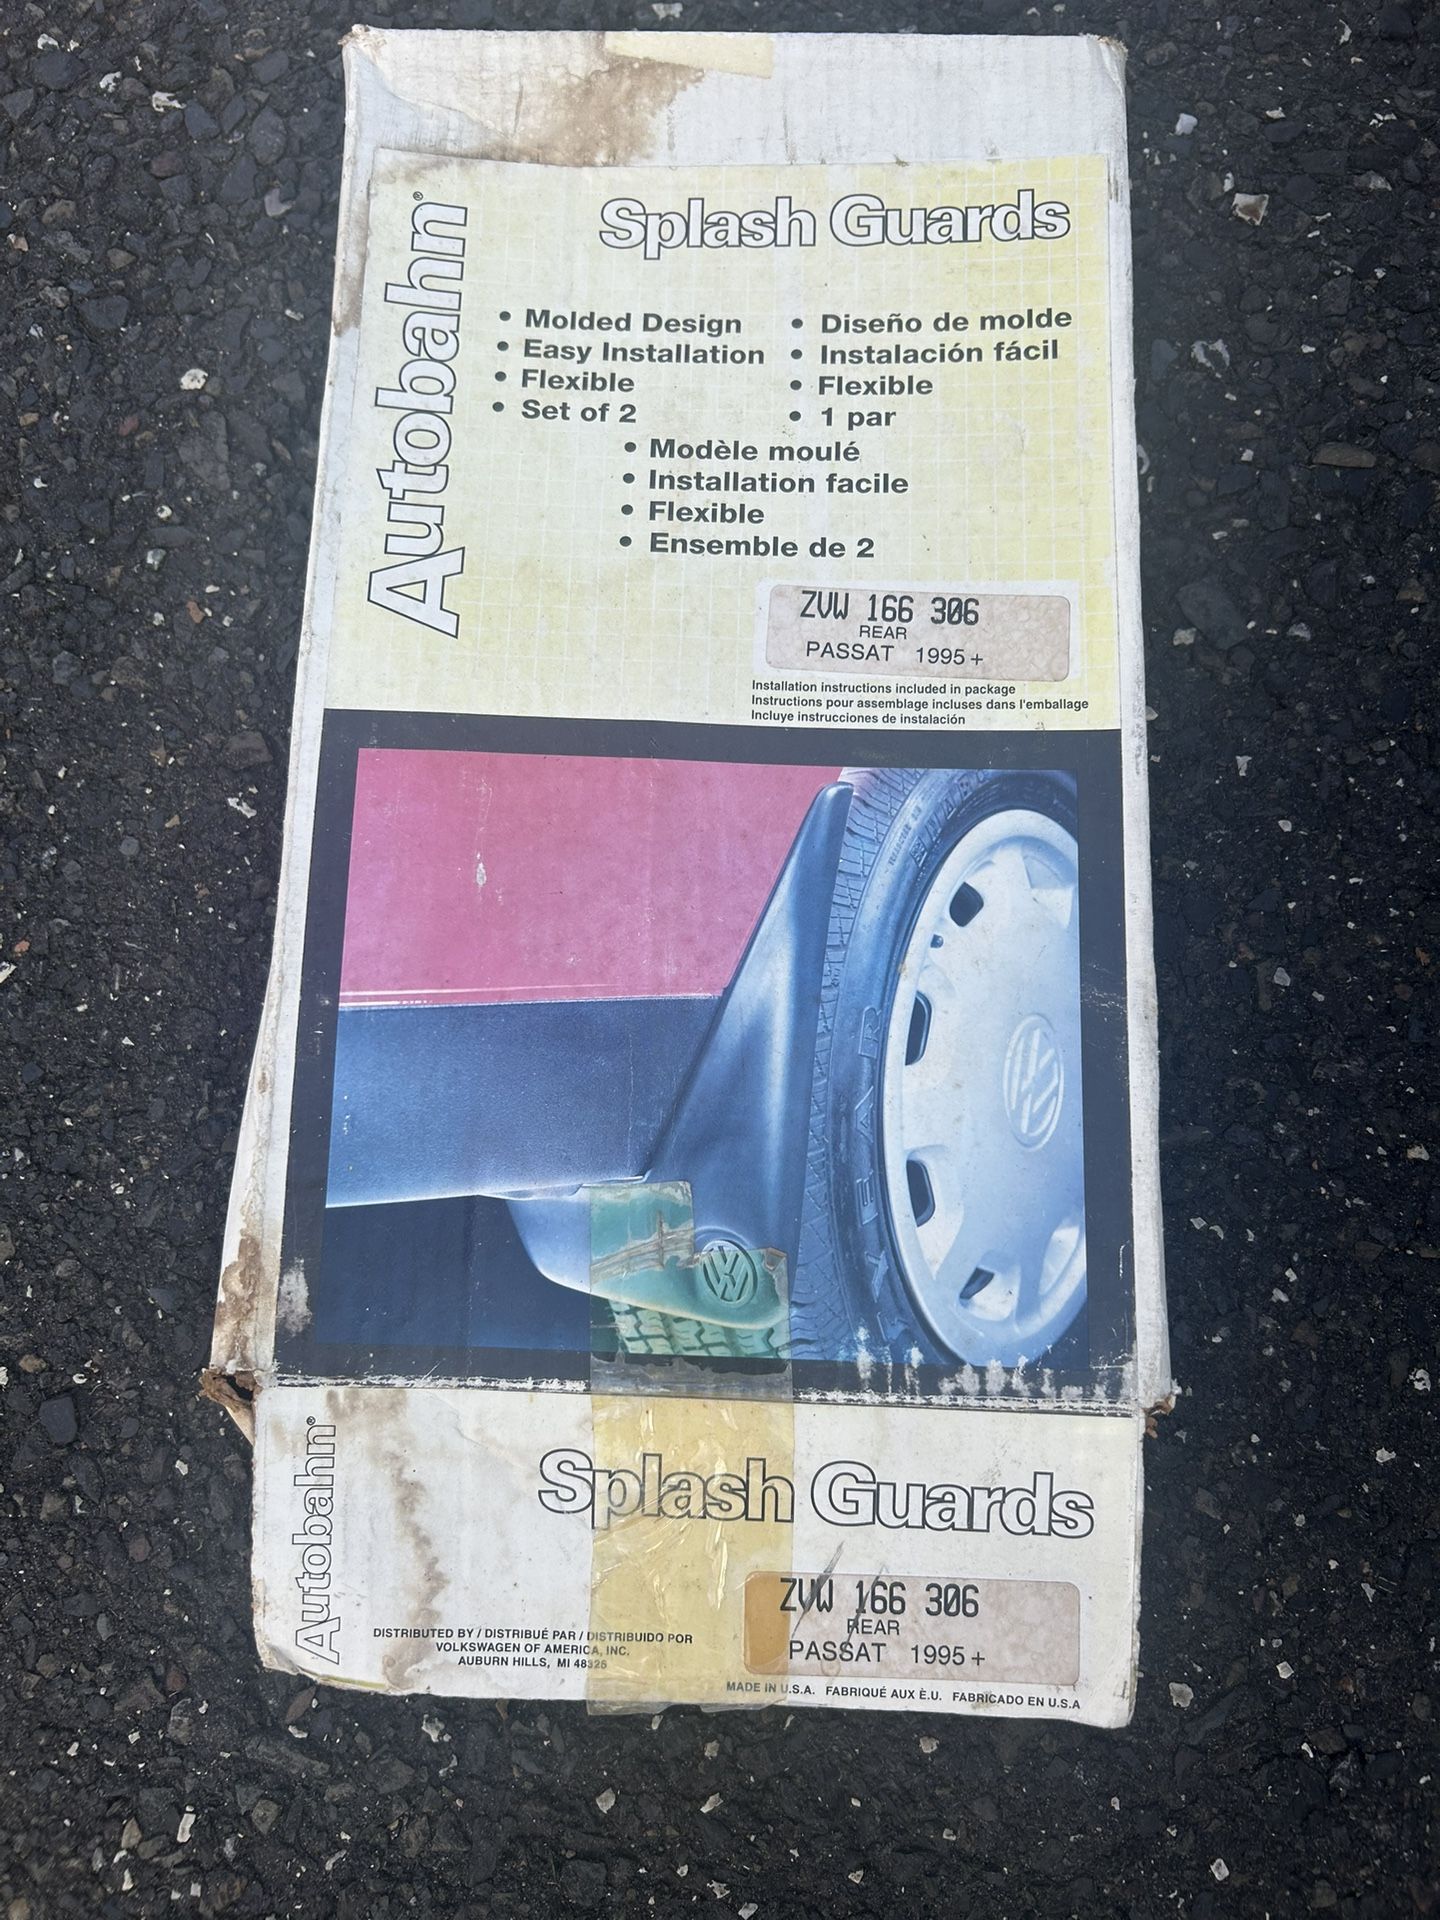 Autobahn®
Splash Guards
• Molded Design
• Easy Installation
• Flexible
• Set of 2
• Diseño de molde
• Instalación fácil
• Flexible
• 1 par
• Modèle moulé
• Installation facile
• Flexible
• Ensemble de 2
ZVW 166 306
REAR
PASSAT 1995+
Installation instructions included in package
Instructions pour assemblage incluses dans l'emballage
Incluye instrucciones de instalación
EAR
VW
VW
Autobahn®
Splash Guards
ZVW 166 306
REAR
PASSAT 1995+
DISTRIBUTED BY / DISTRIBUÉ PAR / DISTRIBUIDO POR
VOLKSWAGEN OF AMERICA, INC.
AUBURN HILLS, MI 48326
MADE IN U.S.A. FABRIQUÉ AUX É.U. FABRICADO EN U.S.A